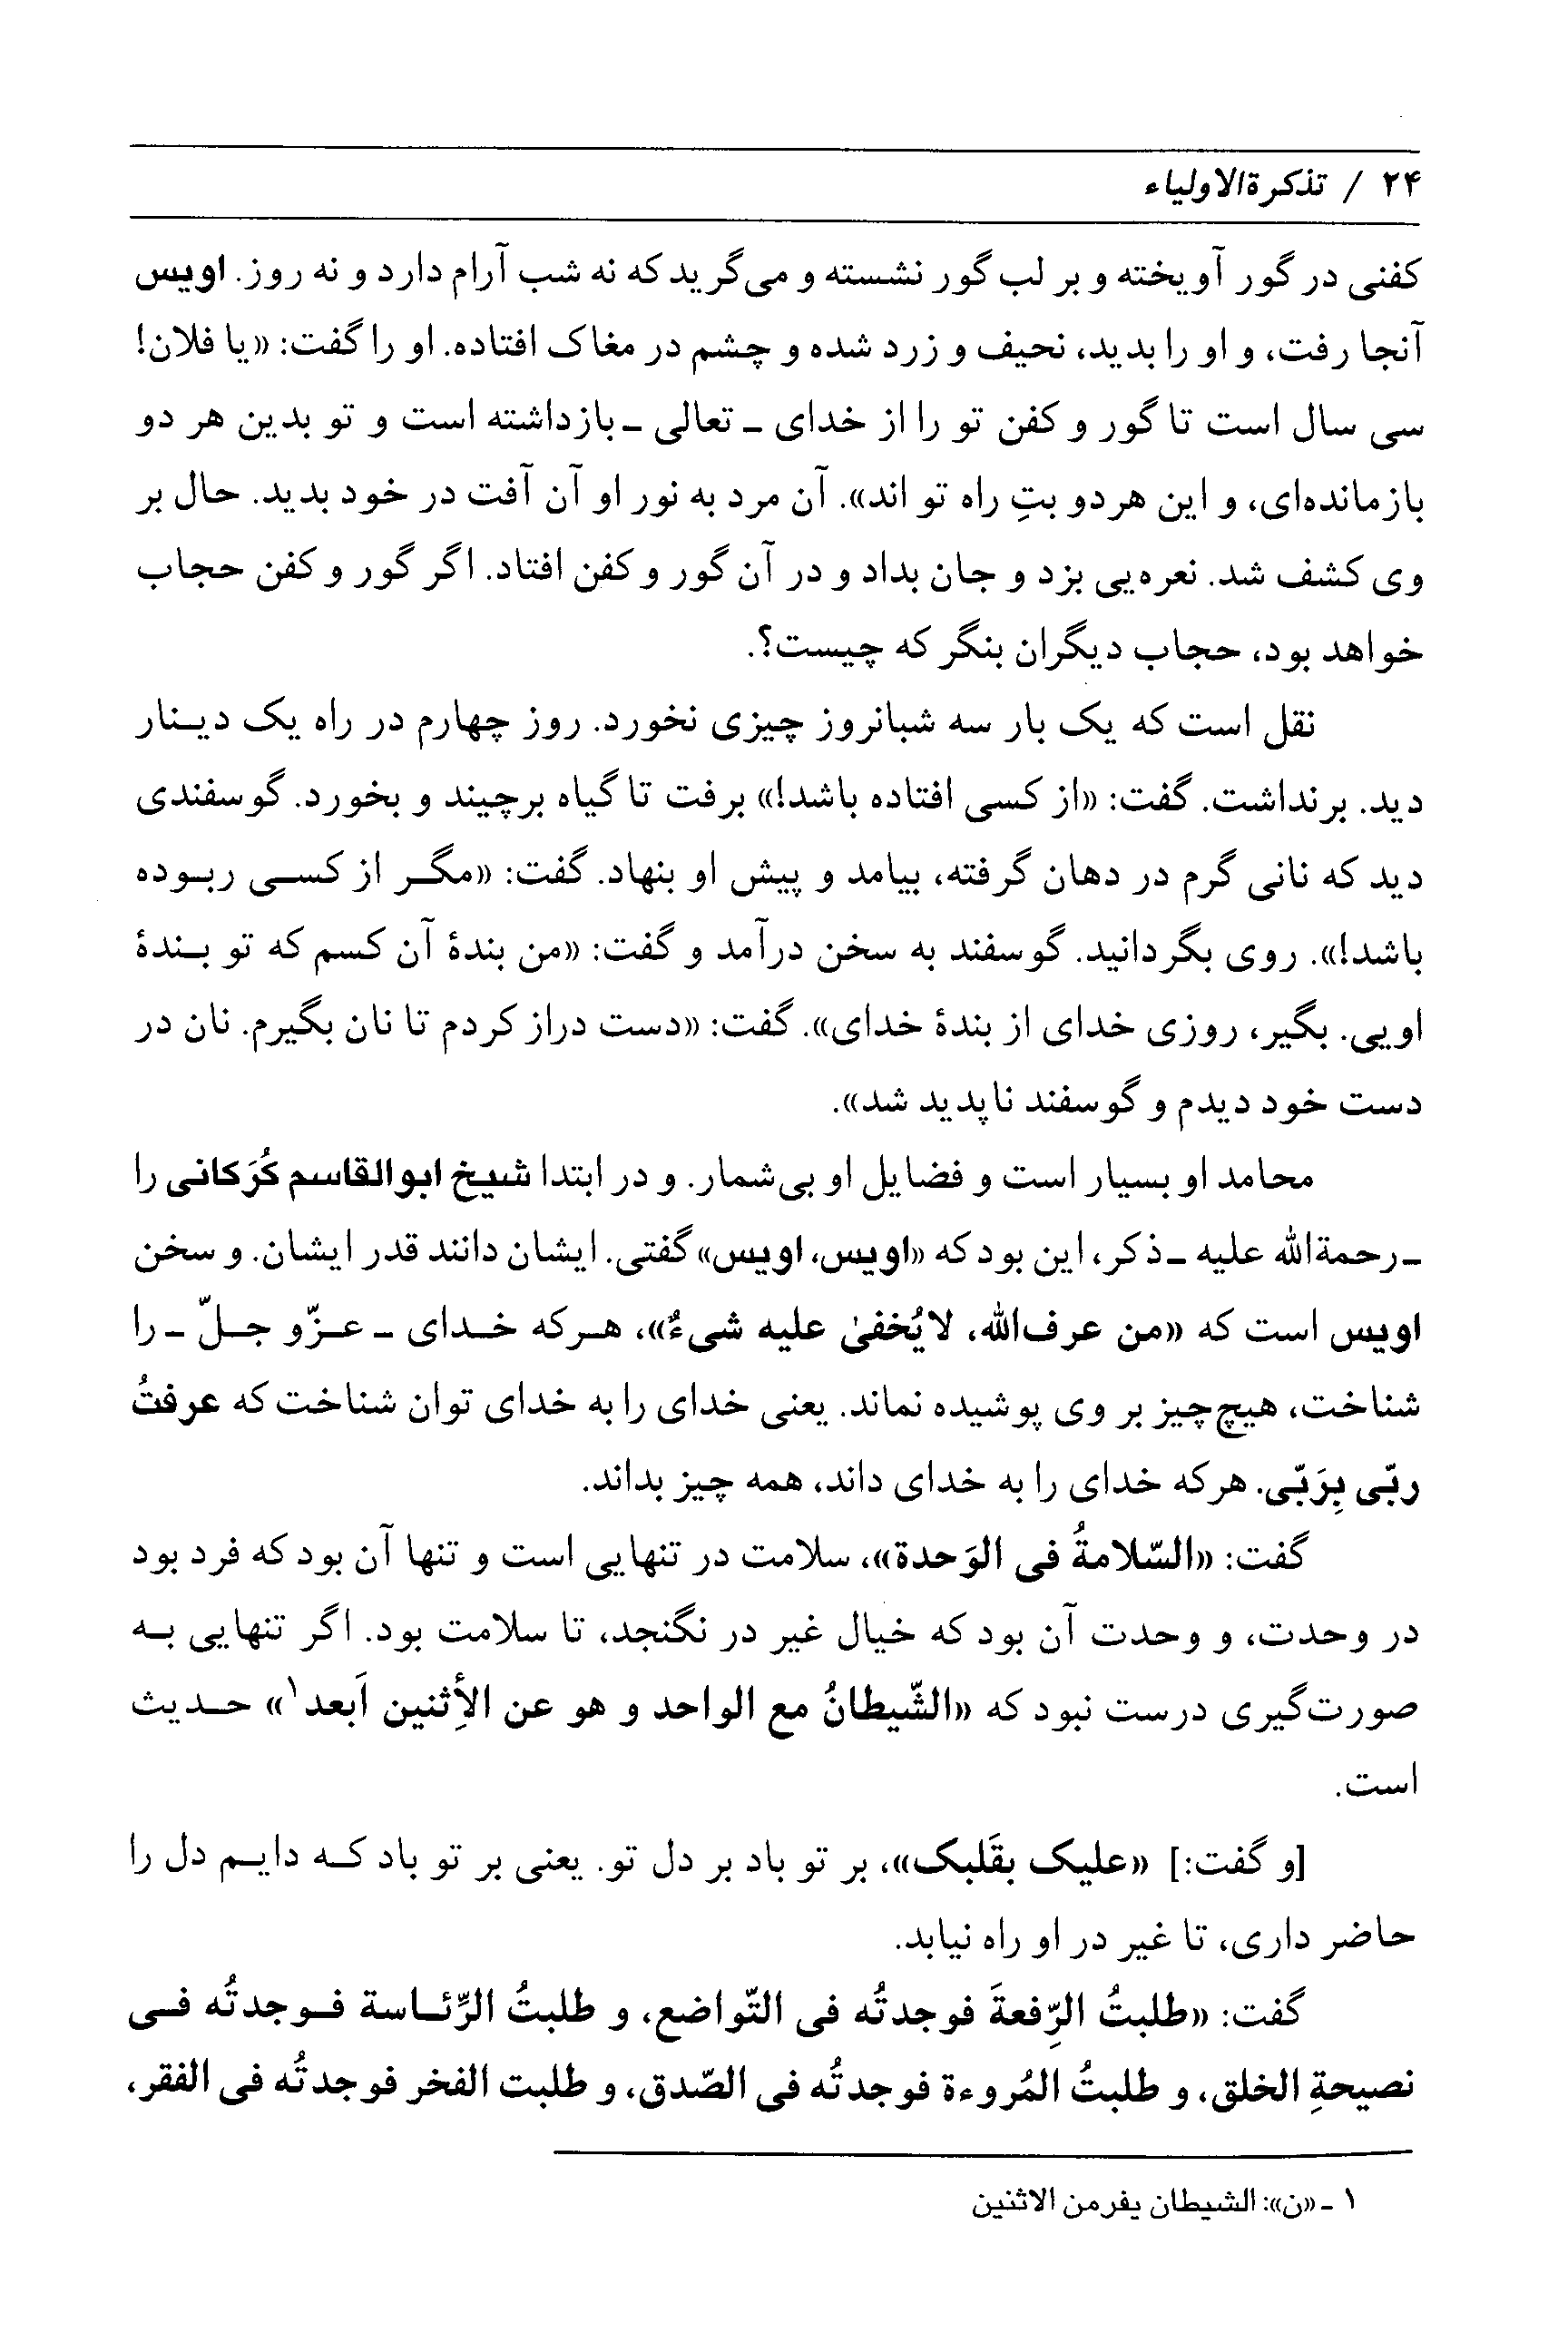 ۲۴ / تذکرةالاولیاء
کفنی در گور آویخته و بر لب گور نشسته و می‌گرید که نه شب آرام دارد و نه روز. اویس
آنجا رفت، و او را بدید، نحیف و زرد شده و چشم در مغاک افتاده. او را گفت: «یا فلان!
سی سال است تا گور و کفن تو را از خدای ـ تعالی ـ بازداشته است و تو بدین هر دو
بازمانده‌ای، و این هردو بتِ راه تو اند». آن مرد به نور او آن آفت در خود بدید. حال بر
وی کشف شد. نعره‌یی بزد و جان بداد و در آن گور و کفن افتاد. اگر گور و کفن حجاب
خواهد بود، حجاب دیگران بنگر که چیست؟.
نقل است که یک بار سه شبانروز چیزی نخورد. روز چهارم در راه یک دینار
دید. برنداشت. گفت: «از کسی افتاده باشد!» برفت تا گیاه برچیند و بخورد. گوسفندی
دید که نانی گرم در دهان گرفته، بیامد و پیش او بنهاد. گفت: «مگر از کسی ربوده
باشد!». روی بگردانید. گوسفند به سخن درآمد و گفت: «من بندهٔ آن کسم که تو بندهٔ
اویی. بگیر، روزی خدای از بندهٔ خدای». گفت: «دست دراز کردم تا نان بگیرم. نان در
دست خود دیدم و گوسفند ناپدید شد».
محامد او بسیار است و فضایل او بی‌شمار. و در ابتدا شیخ ابوالقاسم کُرَکانی را
ـ رحمةالله علیه ـ ذکر، این بود که «اویس، اویس» گفتی. ایشان دانند قدر ایشان. و سخن
اویس است که «من عرف‌الله، لایُخفیٰ علیه شیءٌ»، هرکه خدای ـ عزّو جلّ ـ را
شناخت، هیچ‌چیز بر وی پوشیده نماند. یعنی خدای را به خدای توان شناخت که عرفتُ
ربّی بِرَبّی. هرکه خدای را به خدای داند، همه چیز بداند.
گفت: «السّلامةُ فی الوَحدة»، سلامت در تنهایی است و تنها آن بود که فرد بود
در وحدت، و وحدت آن بود که خیال غیر در نگنجد، تا سلامت بود. اگر تنهایی به
صورت‌گیری درست نبود که «الشّیطانُ مع الواحد و هو عن الأِثنین اَبعد۱» حدیث
است.
[و گفت:] «علیک بقَلبک»، بر تو باد بر دل تو. یعنی بر تو باد که دایم دل را
حاضر داری، تا غیر در او راه نیابد.
گفت: «طلبتُ الرِّفعةَ فوجدتُه فی التّواضع، و طلبتُ الرِّئاسة فوجدتُه فی
نصیحةِ الخلق، و طلبتُ المُروءة فوجدتُه فی الصّدق، و طلبت الفخر فوجدتُه فی الفقر،
۱ ـ «ن»: الشیطان یفرمن الاثنین